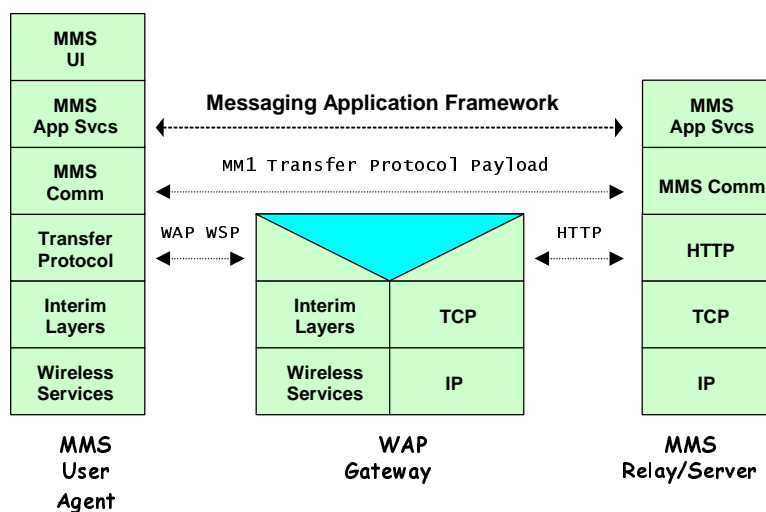 MMS
UI
MMS
App Svcs
Messaging Application Framework
MMS
App Svcs
MMS
Comm
MM1 Transfer Protocol Payload
MMS Comm
Transfer
Protocol
WAP WSP
HTTP
HTTP
Interim
Layers
Interim
Layers
TCP
TCP
Wireless
Services
Wireless
Services
IP
IP
MMS
User
Agent
WAP
Gateway
MMS
Relay/Server